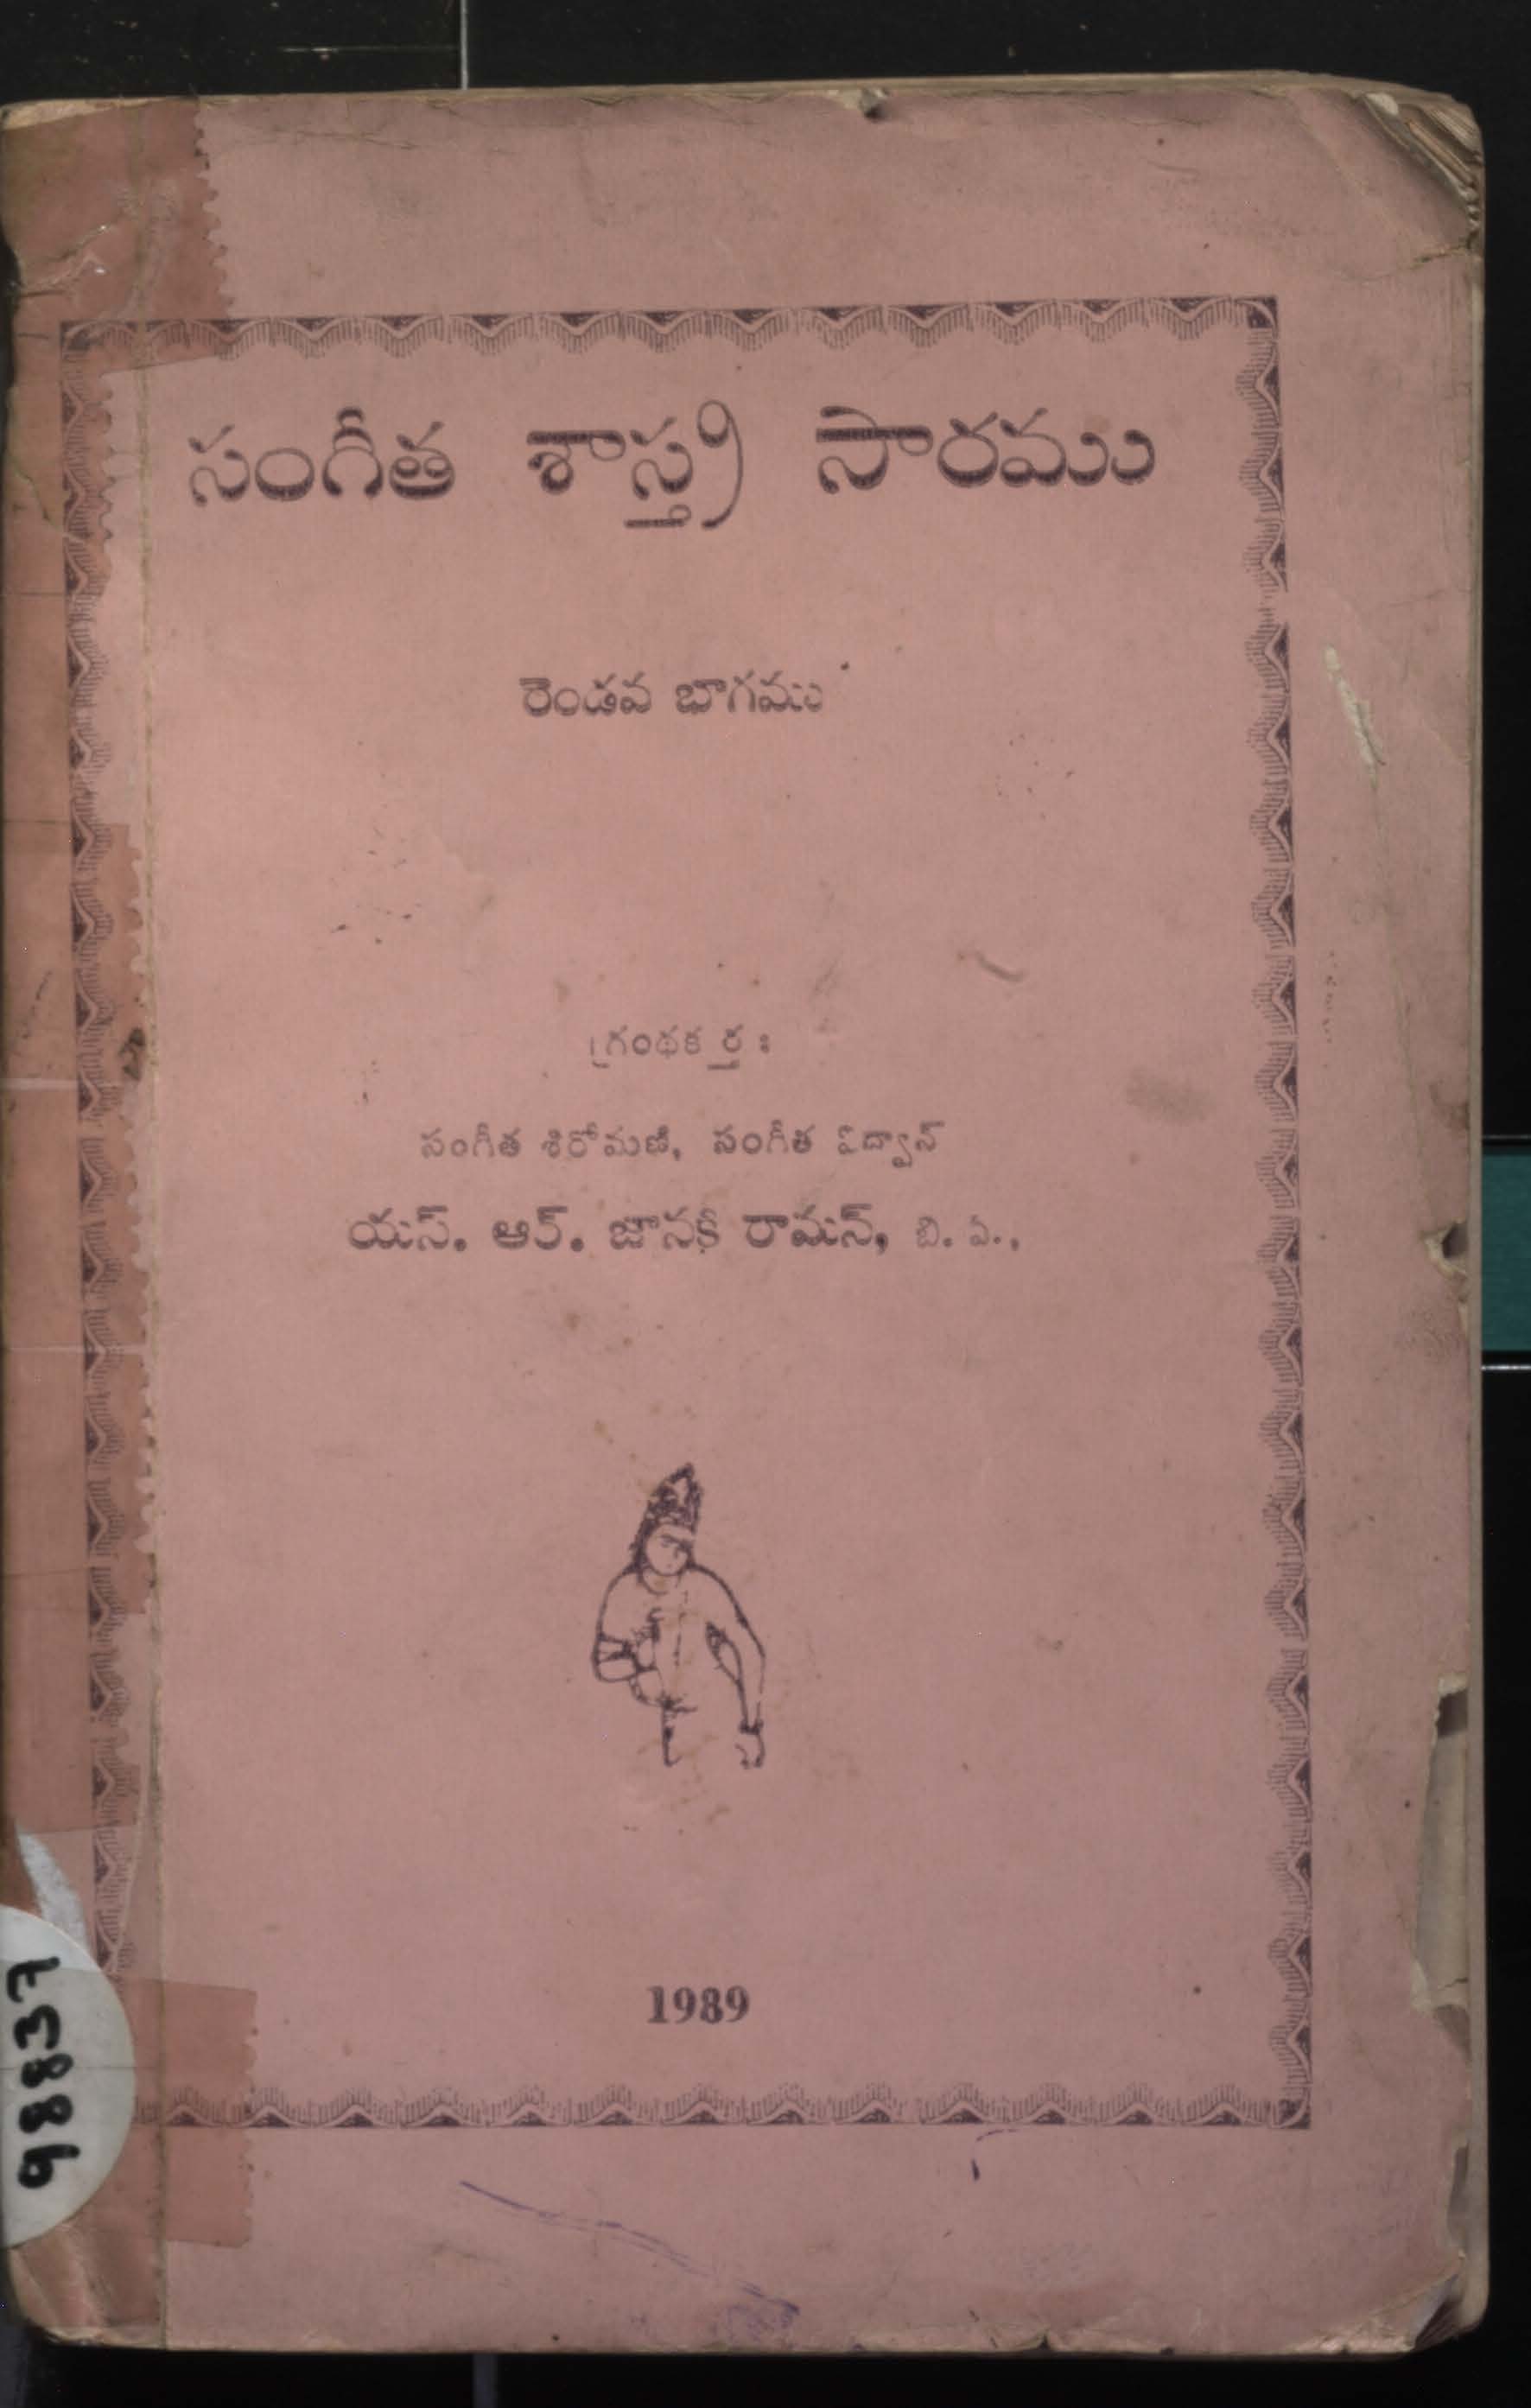 సంగీత శాస్త్ర సారము
రెండవ భాగము
గ్రంథకర్త :
సంగీత శిరోమణి, సంగీత విద్వాన్
యస్. ఆర్. జానకీ రామన్, బి. ఏ.,
1989
98837